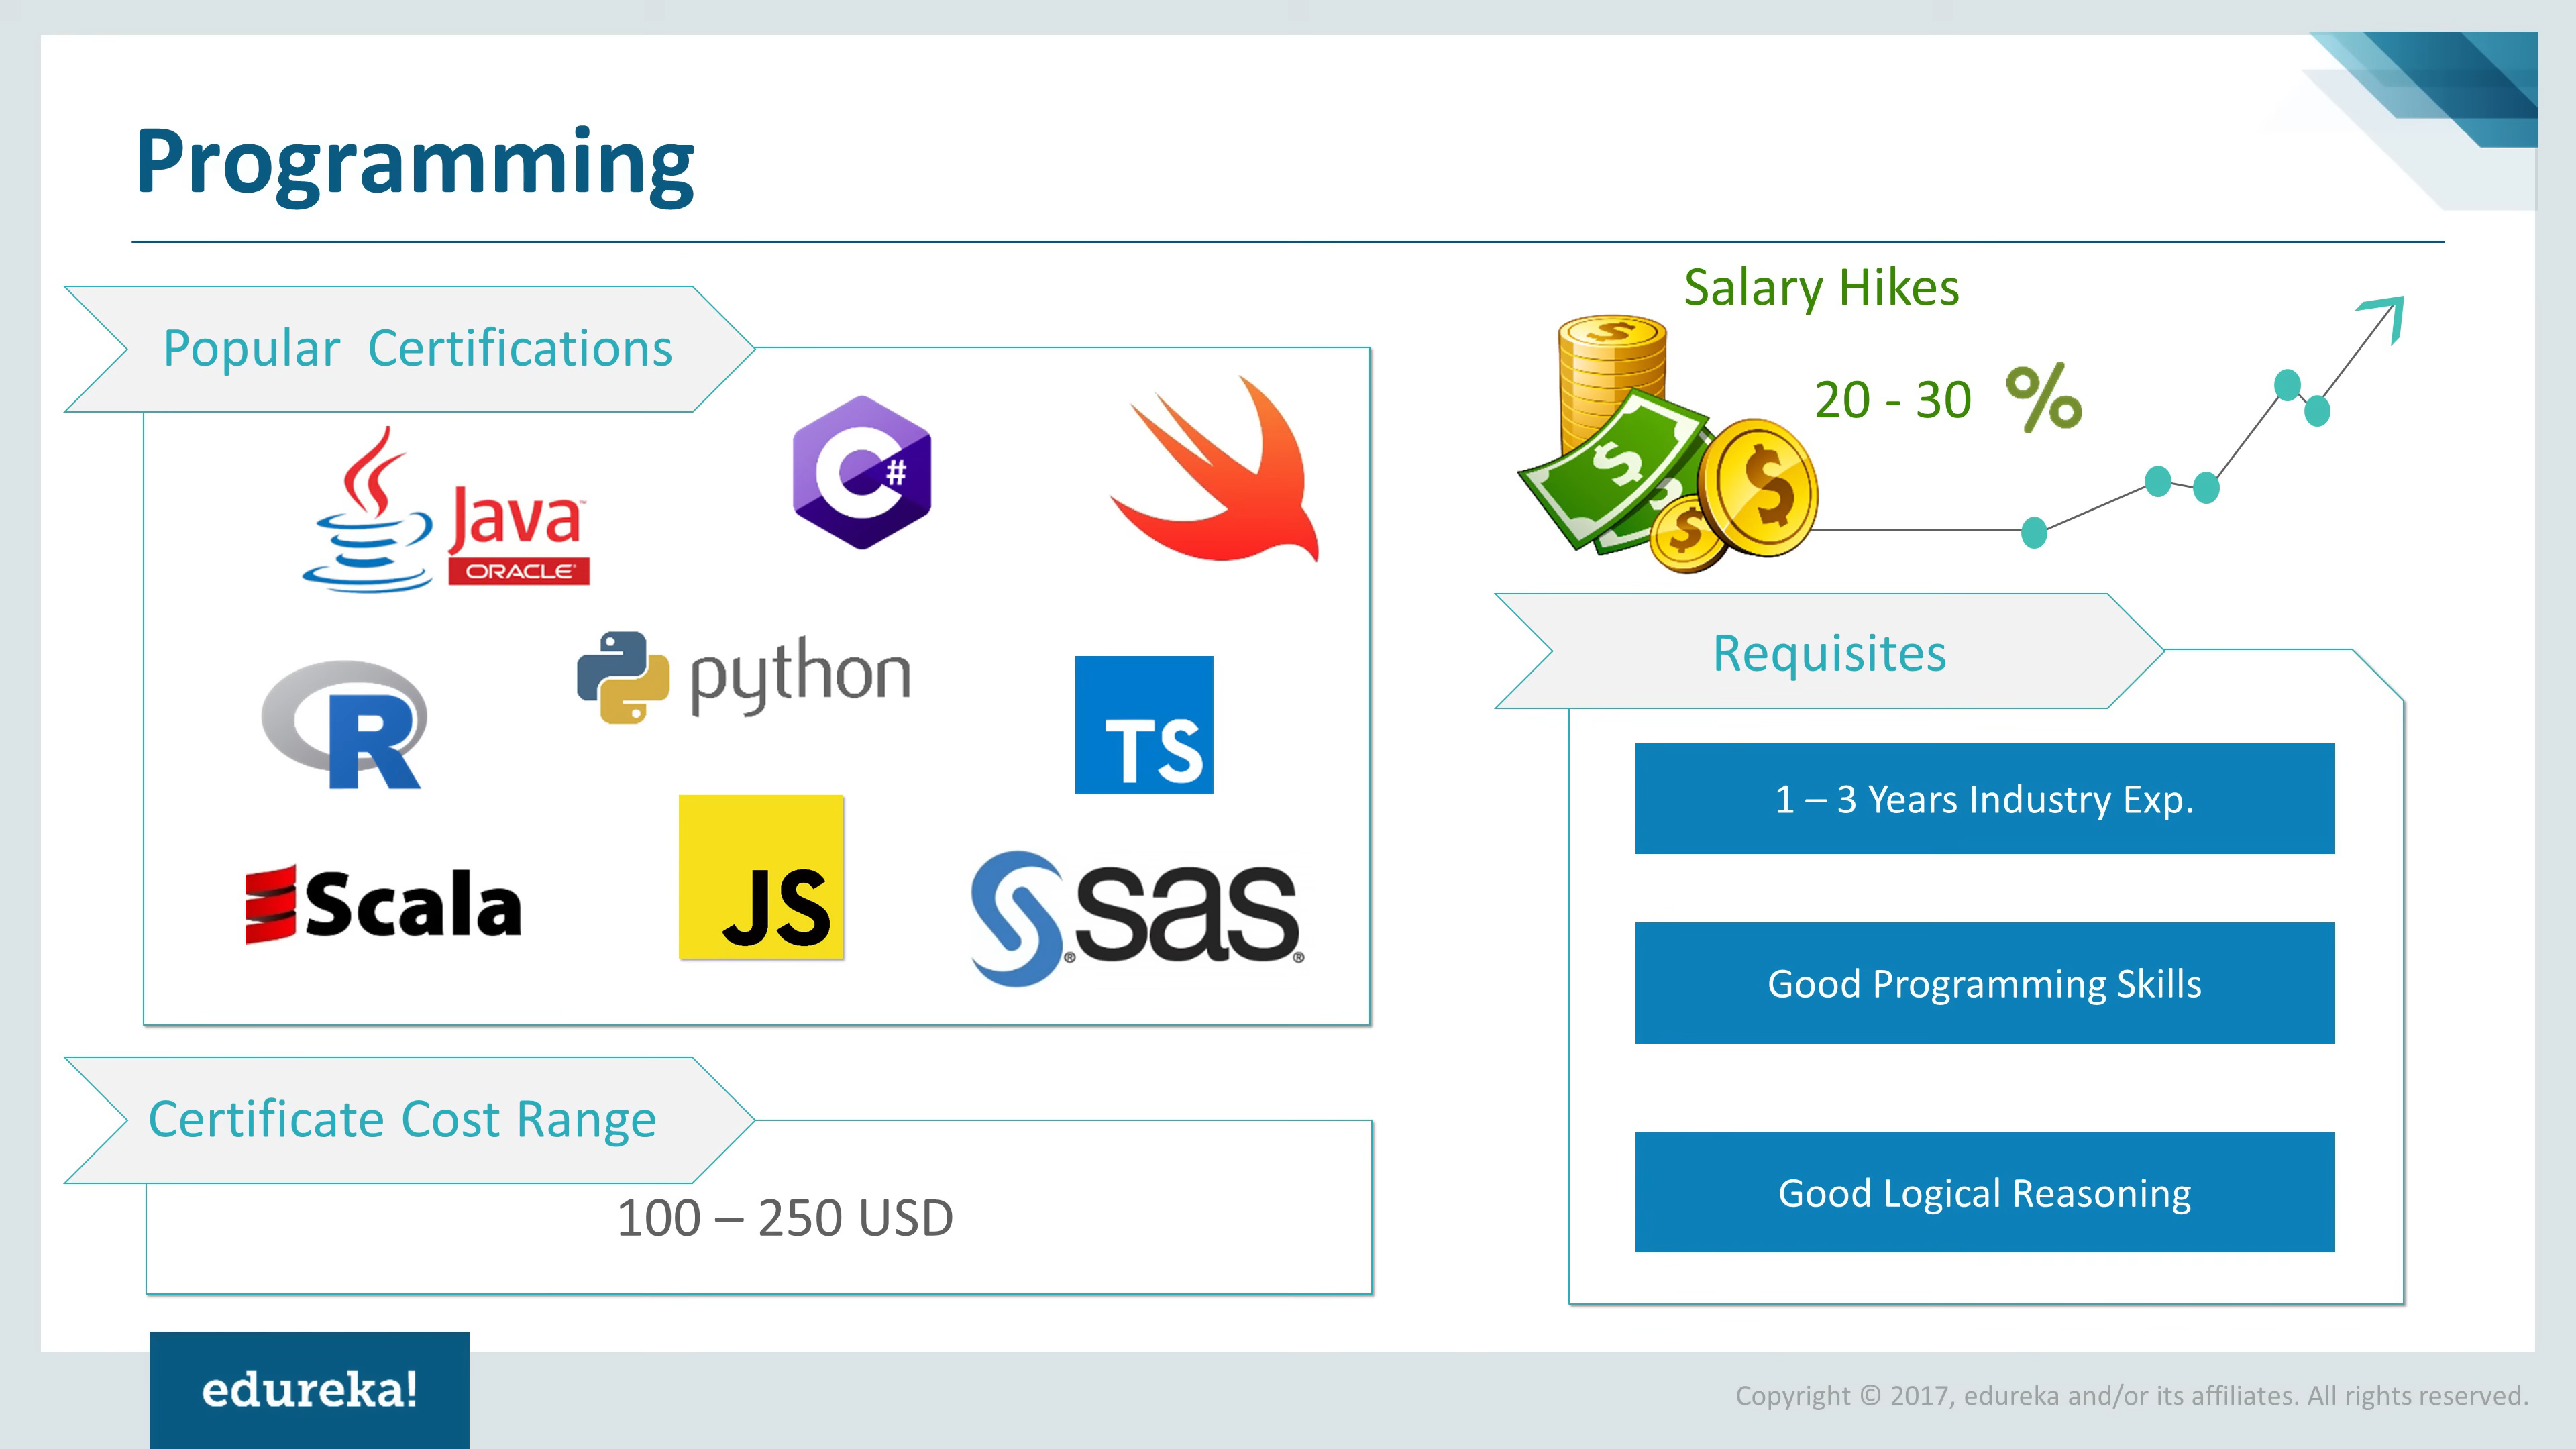 Programming
Popular  Certifications
Java™
ORACLE®
C#
R
python
TS
Scala
JS
sas®
Certificate Cost Range
100 – 250 USD
Salary Hikes
20 - 30 %
Requisites
1 – 3 Years Industry Exp.
Good Programming Skills
Good Logical Reasoning
edureka!
Copyright © 2017, edureka and/or its affiliates. All rights reserved.